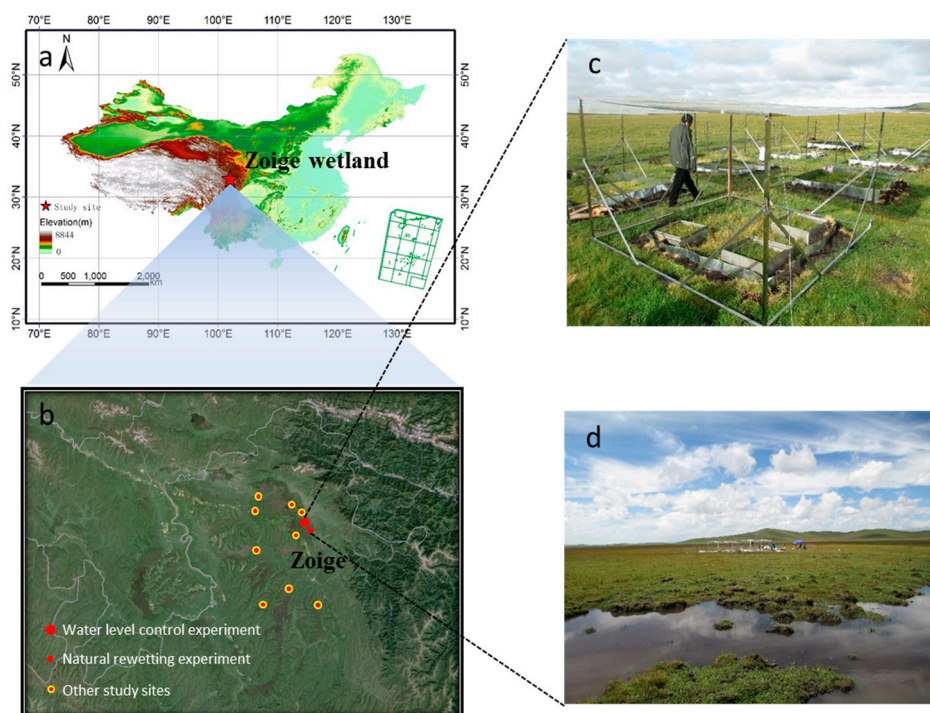 70°E 80°E 90°E 100°E 110°E 120°E 130°E
a
N
50°N 50°N
40°N 40°N
Zoige wetland
30°N 30°N
Study site
Elevation(m)
8844
0
20°N 20°N
0 500 1,000 2,000
km
10°N 10°N
70°E 80°E 90°E 100°E 110°E 120°E 130°E
b
Zoige
Water level control experiment
Natural rewetting experiment
Other study sites
c
d